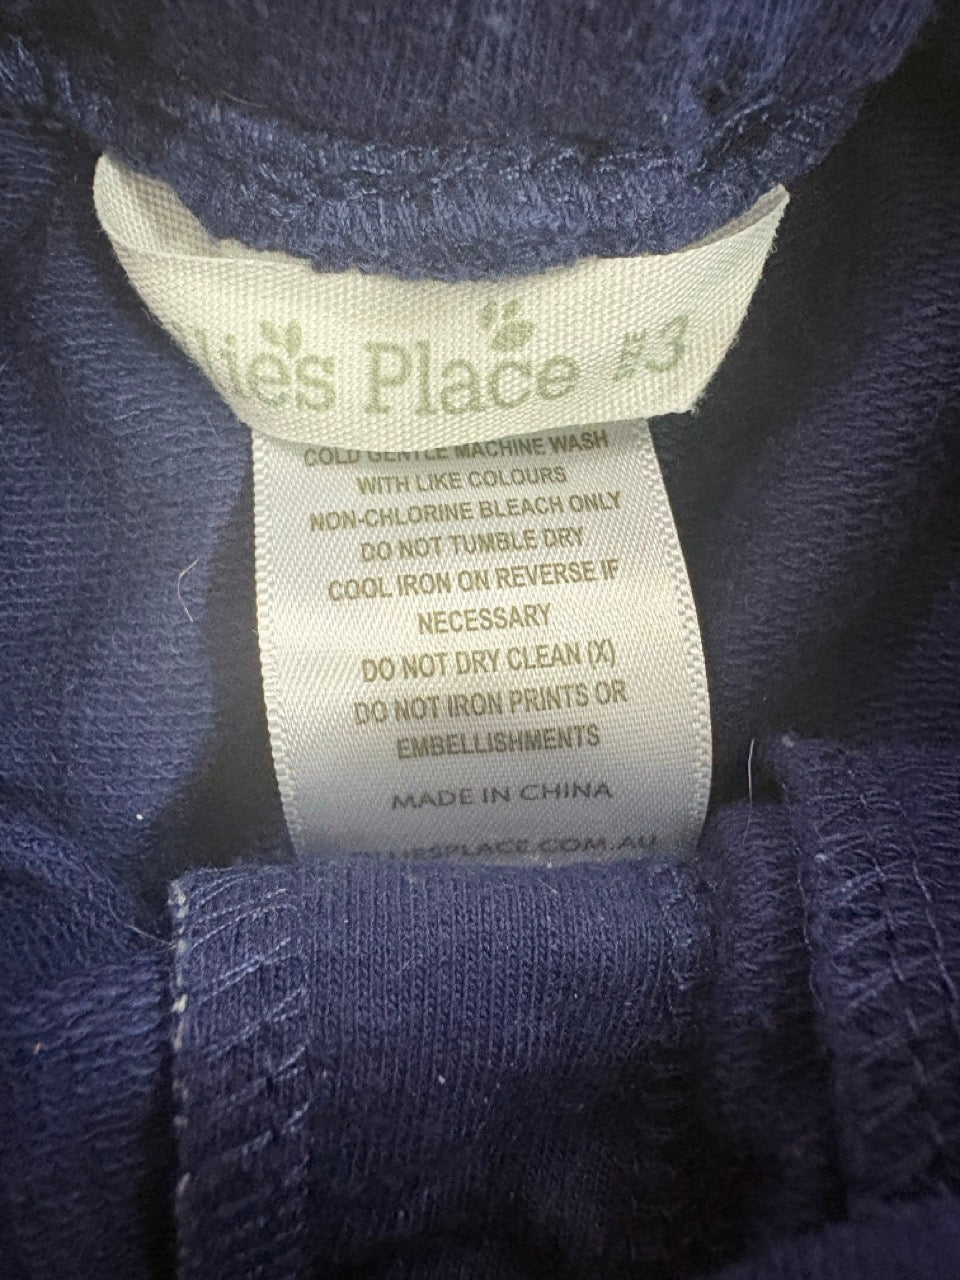 llie's Place #3
COLD GENTLE MACHINE WASH
WITH LIKE COLOURS
NON-CHLORINE BLEACH ONLY
DO NOT TUMBLE DRY
COOL IRON ON REVERSE IF
NECESSARY
DO NOT DRY CLEAN (X)
DO NOT IRON PRINTS OR
EMBELLISHMENTS
MADE IN CHINA
LLIESPLACE.COM.AU